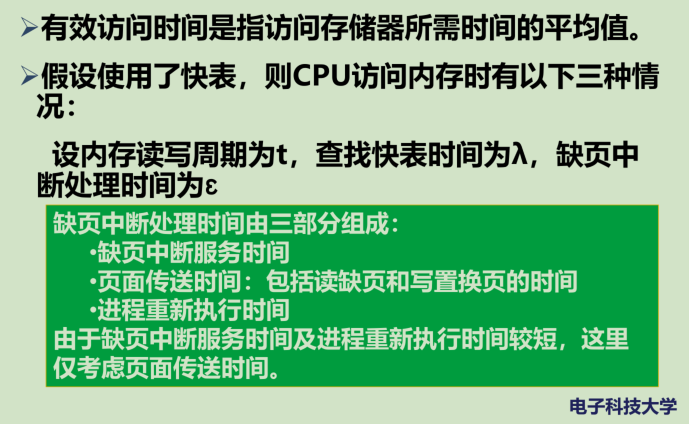 ➢有效访问时间是指访问存储器所需时间的平均值。
➢假设使用了快表，则CPU访问内存时有以下三种情
况：
设内存读写周期为t，查找快表时间为λ，缺页中
断处理时间为ε
缺页中断处理时间由三部分组成：
•缺页中断服务时间
•页面传送时间：包括读缺页和写置换页的时间
•进程重新执行时间
由于缺页中断服务时间及进程重新执行时间较短，这里
仅考虑页面传送时间。
电子科技大学